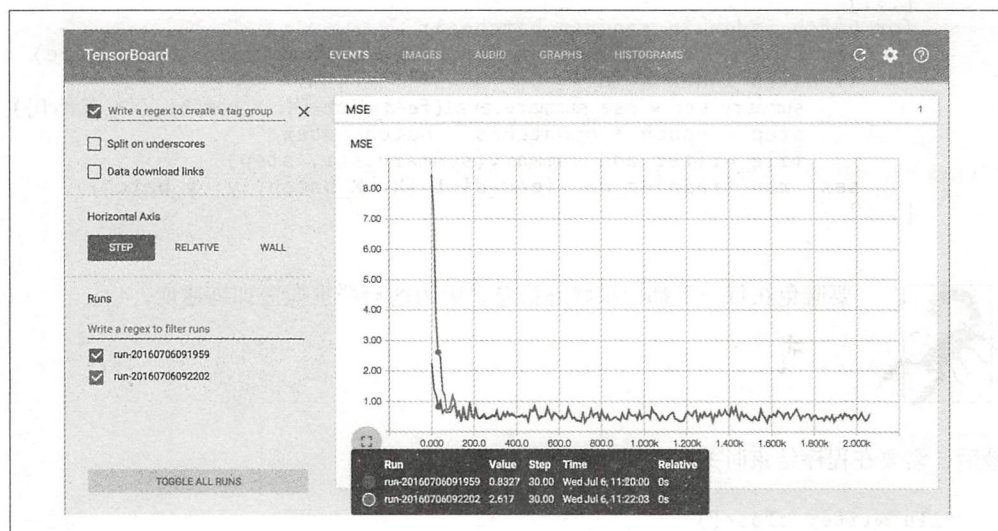 TensorBoard
EVENTS IMAGES AUDIO GRAPHS HISTOGRAMS
Write a regex to create a tag group
Split on underscores
Data download links
Horizontal Axis
STEP RELATIVE WALL
Runs
Write a regex to filter runs
run-20160706091959
run-20160706092202
TOGGLE ALL RUNS
MSE 1
MSE
8.00
7.00
6.00
5.00
4.00
3.00
2.00
1.00
0.000 200.0 400.0 600.0 800.0 1.000k 1.200k 1.400k 1.600k 1.800k 2.000k
Run Value Step Time Relative
run-20160706091959 0.8327 30.00 Wed Jul 6, 11:20:00 0s
run-20160706092202 2.617 30.00 Wed Jul 6, 11:22:03 0s